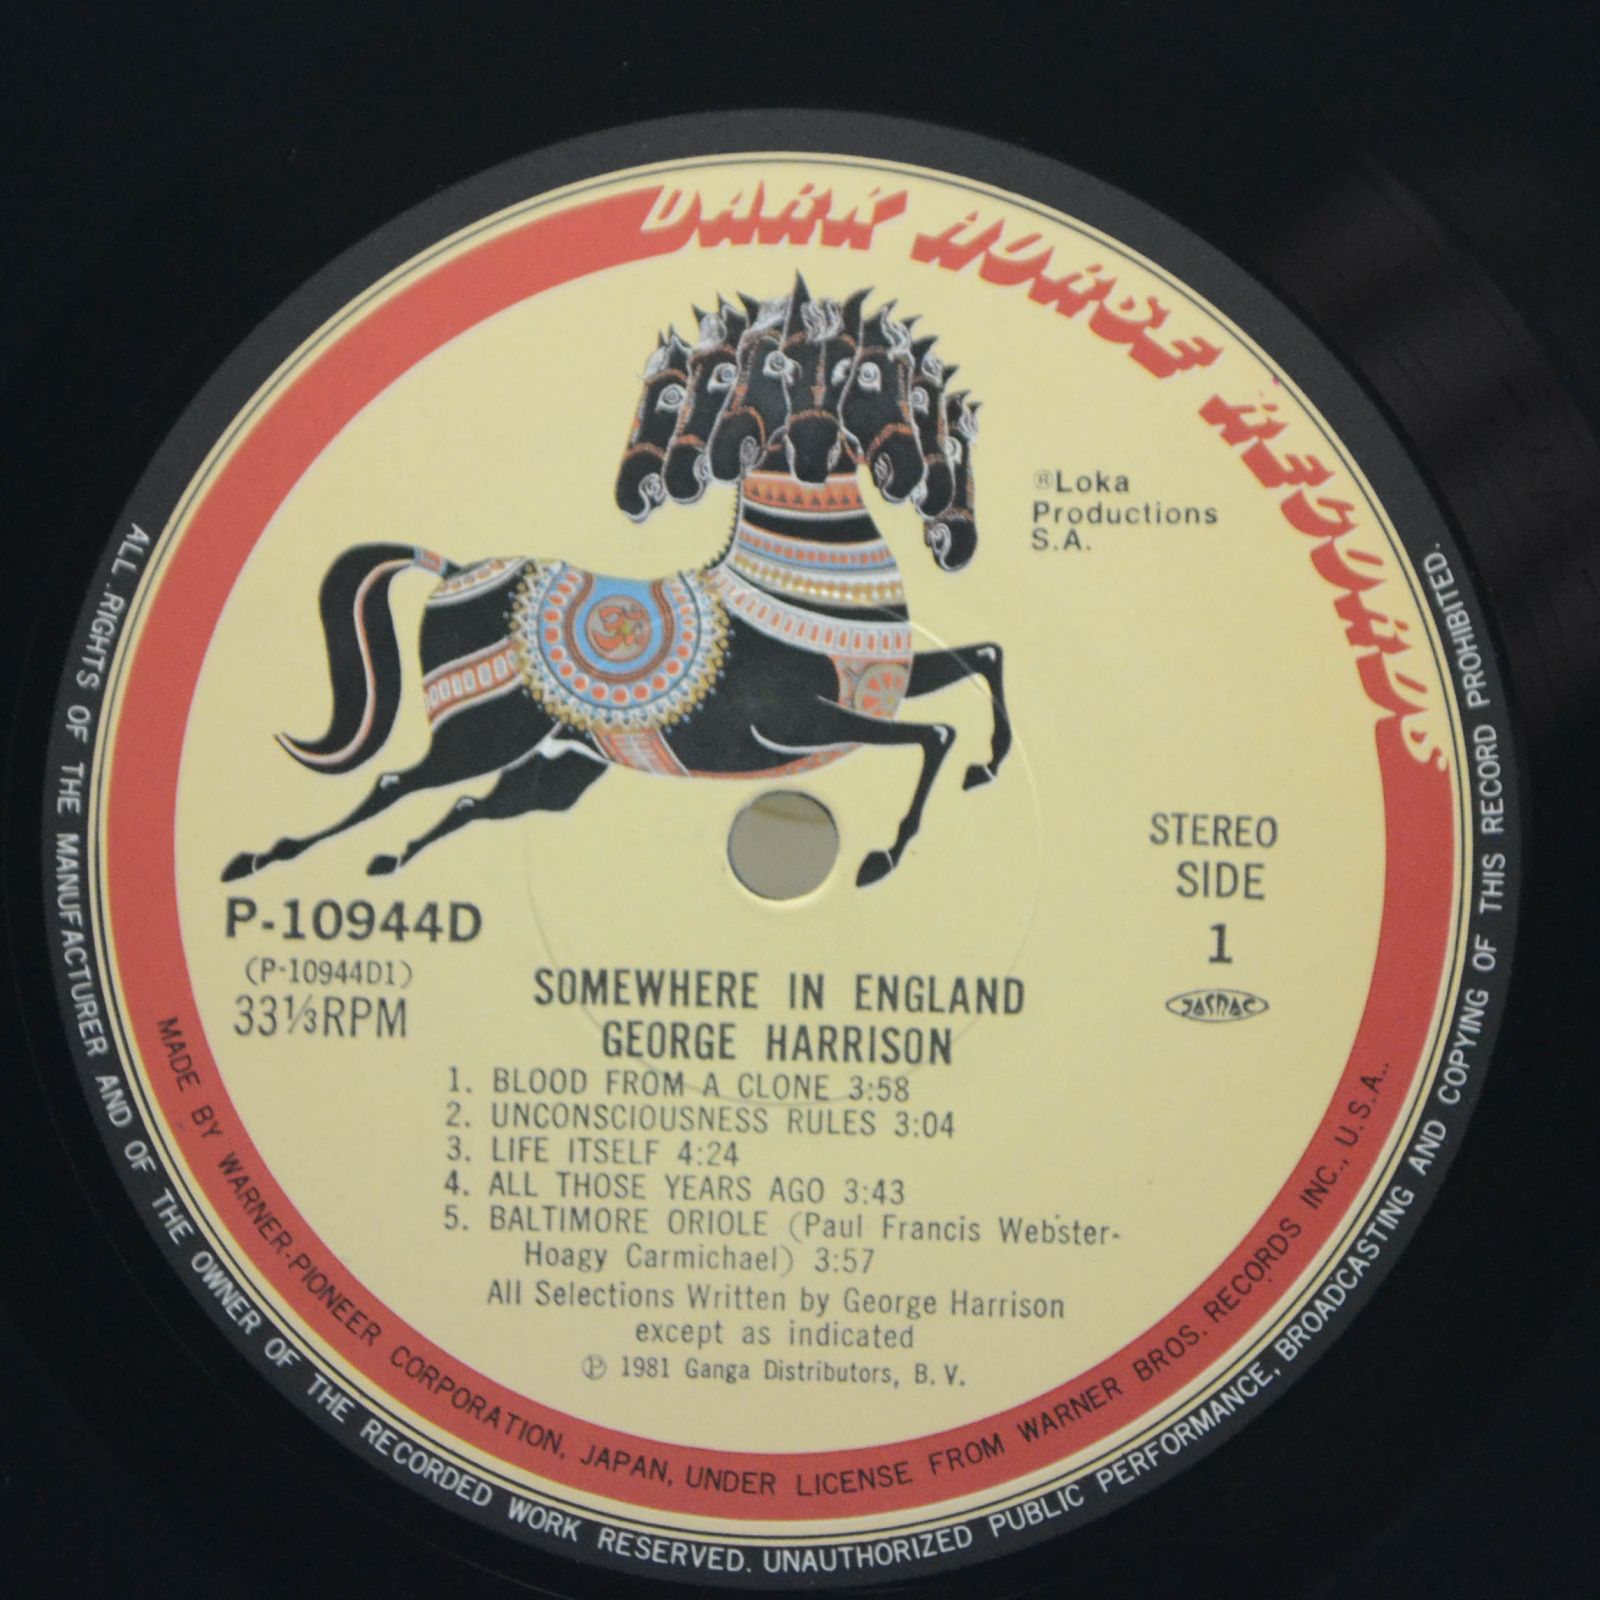 DARK HORSE RECORDS
®Loka
Productions
S.A.
STEREO
SIDE
1
JASRAC
P-10944D
(P-10944D1)
33⅓RPM
SOMEWHERE IN ENGLAND
GEORGE HARRISON
1. BLOOD FROM A CLONE 3:58
2. UNCONSCIOUSNESS RULES 3:04
3. LIFE ITSELF 4:24
4. ALL THOSE YEARS AGO 3:43
5. BALTIMORE ORIOLE (Paul Francis Webster-
Hoagy Carmichael) 3:57
All Selections Written by George Harrison
except as indicated
℗ 1981 Ganga Distributors, B.V.
MADE BY WARNER-PIONEER CORPORATION, JAPAN, UNDER LICENSE FROM WARNER BROS. RECORDS INC., U.S.A..
ALL RIGHTS OF THE MANUFACTURER AND OF THE OWNER OF THE RECORDED WORK RESERVED. UNAUTHORIZED PUBLIC PERFORMANCE, BROADCASTING AND COPYING OF THIS RECORD PROHIBITED.